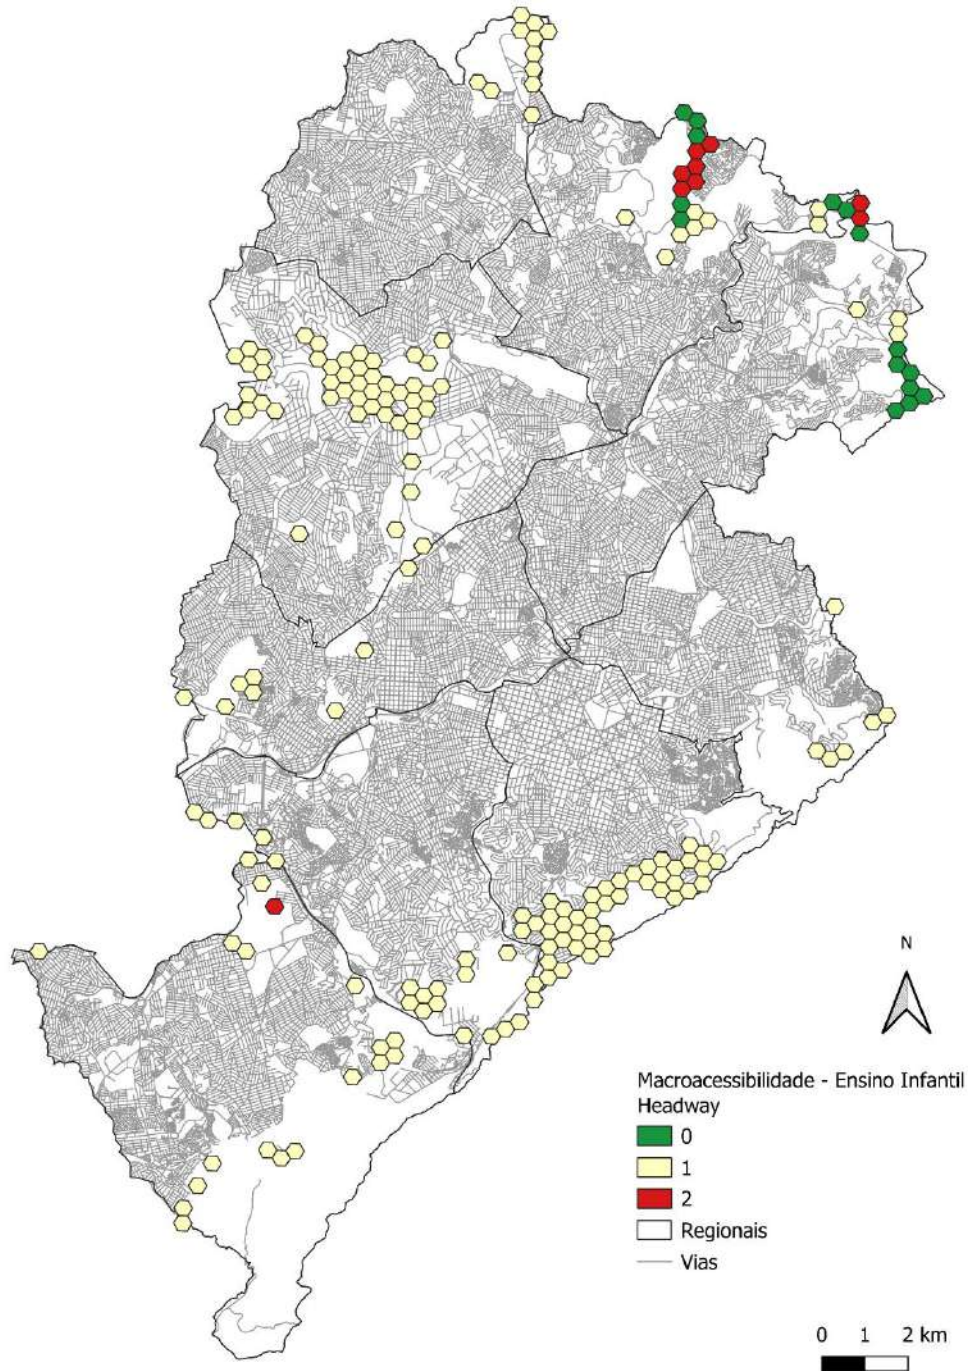 N
Macroacessibilidade - Ensino Infantil
Headway
0
1
2
Regionais
Vias
0 1 2 km